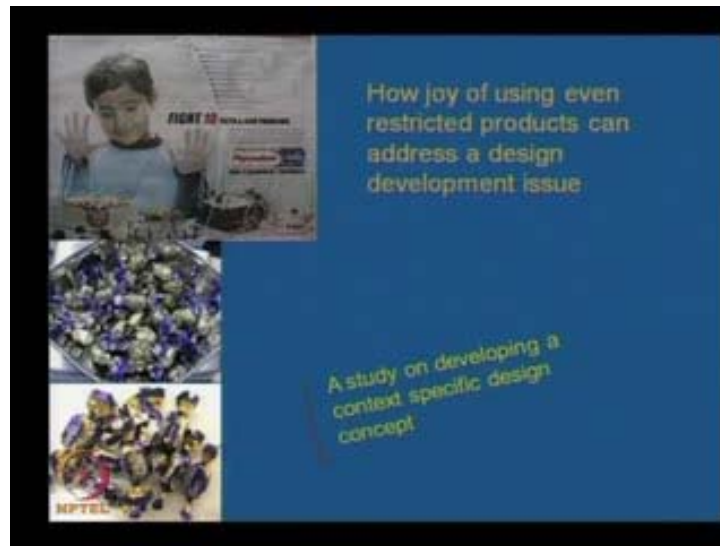 How joy of using even
restricted products can
address a design
development issue
FIGHT 10
A study on developing a
context specific design
concept
NPTEL